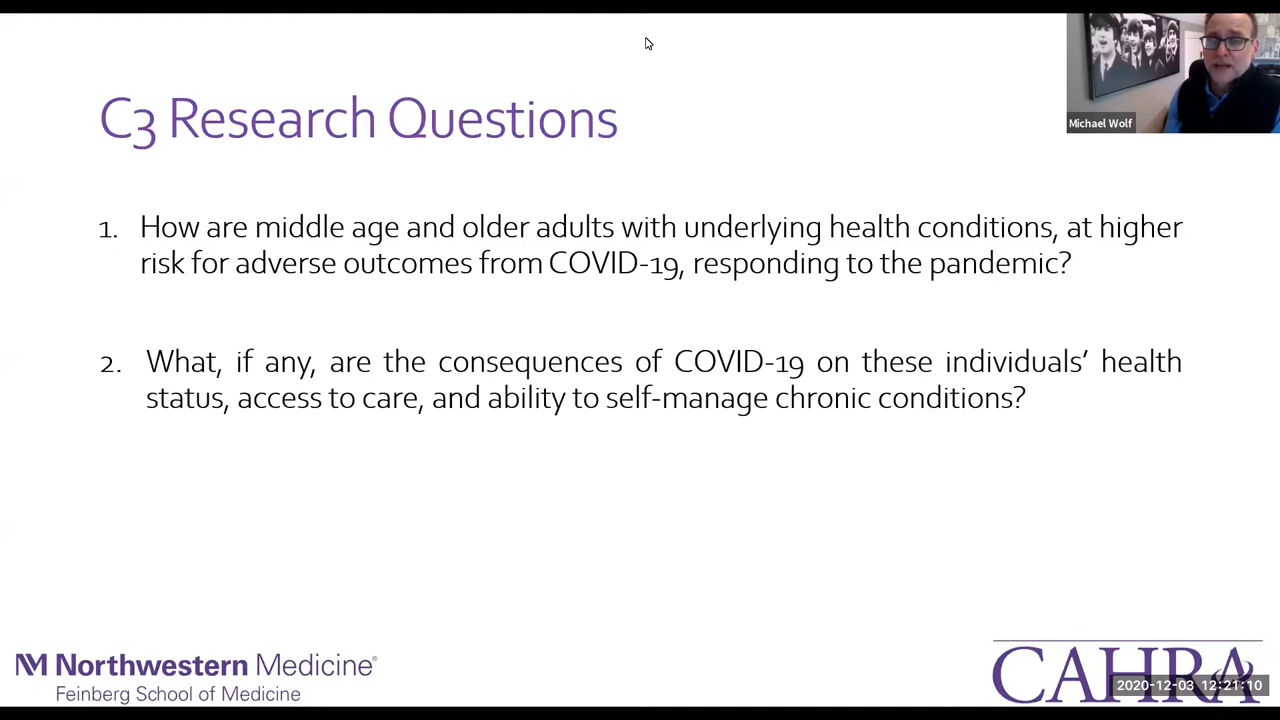 Michael Wolf
C3 Research Questions
1. How are middle age and older adults with underlying health conditions, at higher
risk for adverse outcomes from COVID-19, responding to the pandemic?
2. What, if any, are the consequences of COVID-19 on these individuals’ health
status, access to care, and ability to self-manage chronic conditions?
NM Northwestern Medicine®
Feinberg School of Medicine
CAHRA
2020-12-03 12:21:10